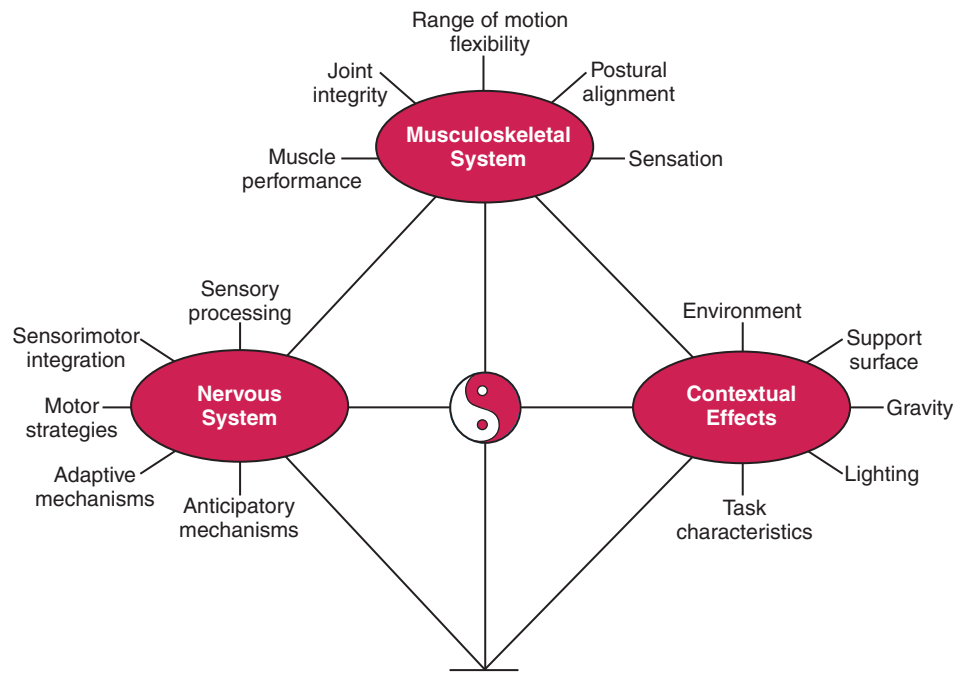 Range of motion
flexibility
Joint
integrity
Postural
alignment
Musculoskeletal
System
Muscle
performance
Sensation
Sensory
processing
Sensorimotor
integration
Nervous
System
Motor
strategies
Adaptive
mechanisms
Anticipatory
mechanisms
Environment
Support
surface
Contextual
Effects
Gravity
Lighting
Task
characteristics